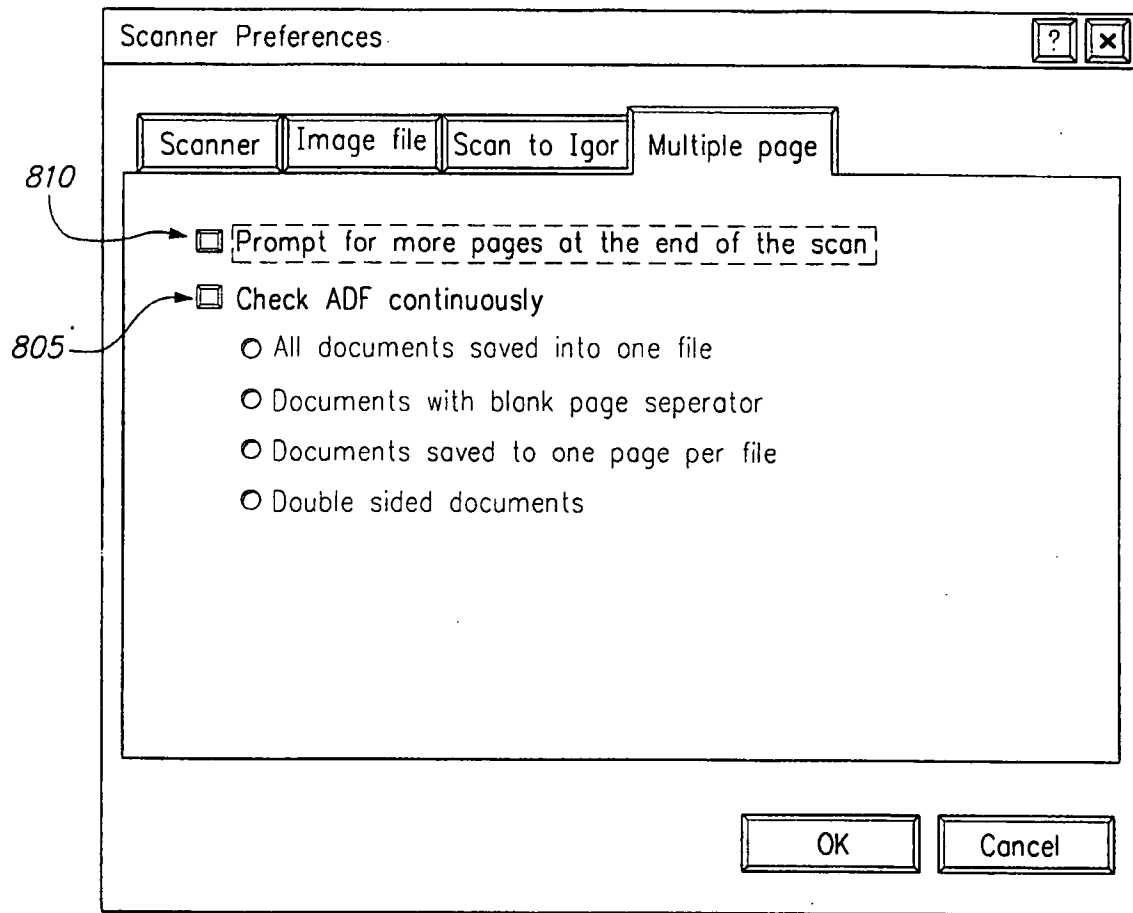 Scanner Preferences ? ×
Scanner Image file Scan to Igor Multiple page
810
Prompt for more pages at the end of the scan
Check ADF continuously
805
All documents saved into one file
Documents with blank page seperator
Documents saved to one page per file
Double sided documents
OK Cancel